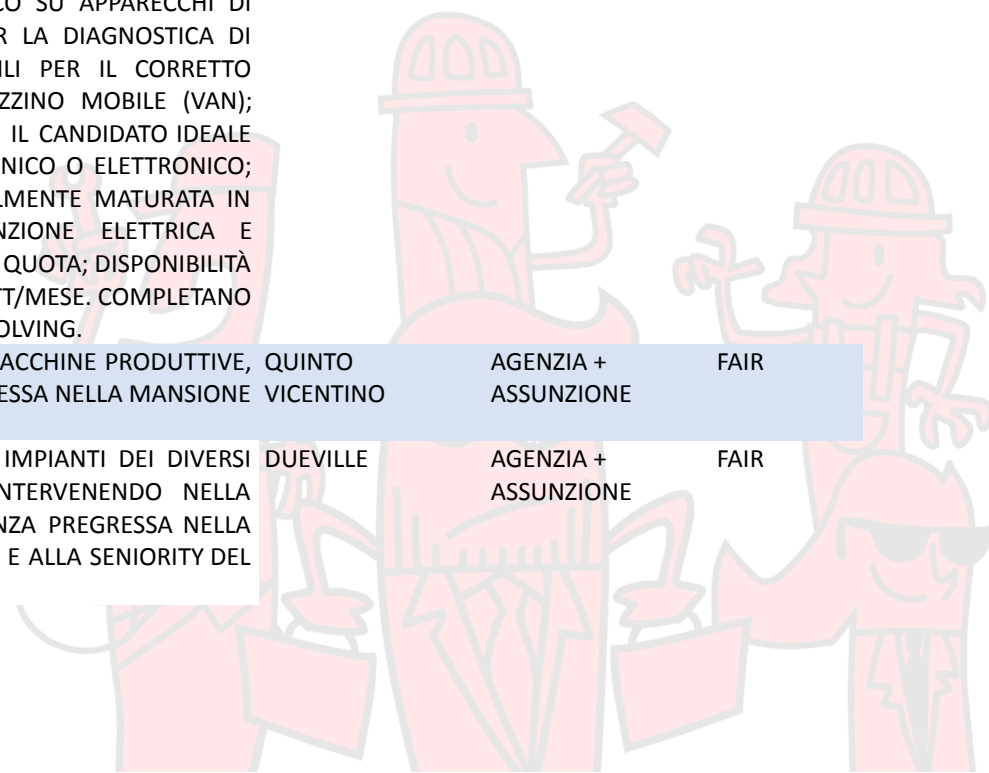 CO SU APPARECCHI DI
R LA DIAGNOSTICA DI
ILI PER IL CORRETTO
ZZINO MOBILE (VAN);
IL CANDIDATO IDEALE
NICO O ELETTRONICO;
LMENTE MATURATA IN
NZIONE ELETTRICA E
QUOTA; DISPONIBILITÀ
TT/MESE. COMPLETANO
OLVING.
ACCHINE PRODUTTIVE, QUINTO AGENZIA + FAIR
ESSA NELLA MANSIONE VICENTINO ASSUNZIONE
IMPIANTI DEI DIVERSI DUEVILLE AGENZIA + FAIR
NTERVENENDO NELLA ASSUNZIONE
NZA PREGRESSA NELLA
E ALLA SENIORITY DEL